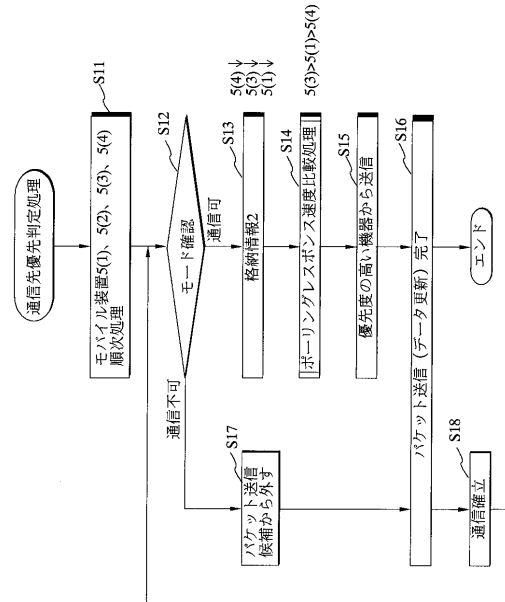 通信先優先判定処理
モバイル装置5(1)、5(2)、5(3)、5(4)
順次処理
S11
モード確認
S12
通信可
通信不可
格納情報2
S13
5(4)↓
5(3)↓
5(1)↓
ポーリングレスポンス速度比較処理
S14
5(3)>5(1)>5(4)
優先度の高い機器から送信
S15
パケット送信
候補から外す
S17
パケット送信（データ更新）完了
S16
通信確立
S18
エンド